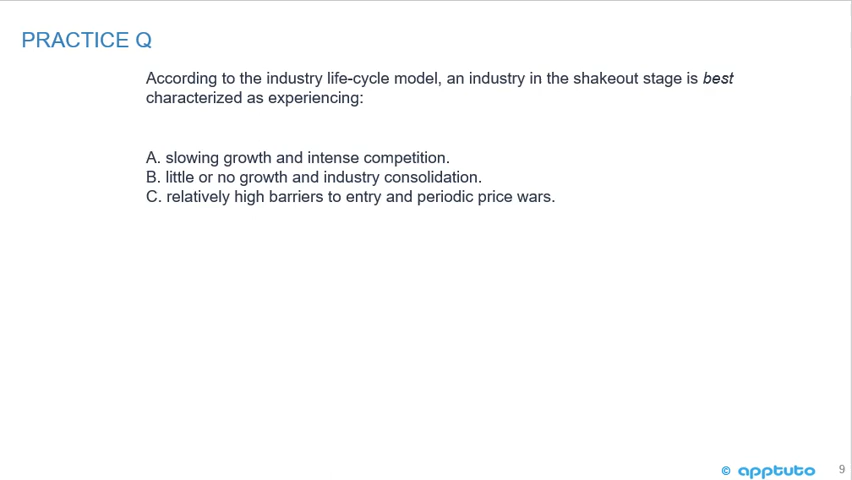 PRACTICE Q
According to the industry life-cycle model, an industry in the shakeout stage is best
characterized as experiencing:
A. slowing growth and intense competition.
B. little or no growth and industry consolidation.
C. relatively high barriers to entry and periodic price wars.
© apptuto 9